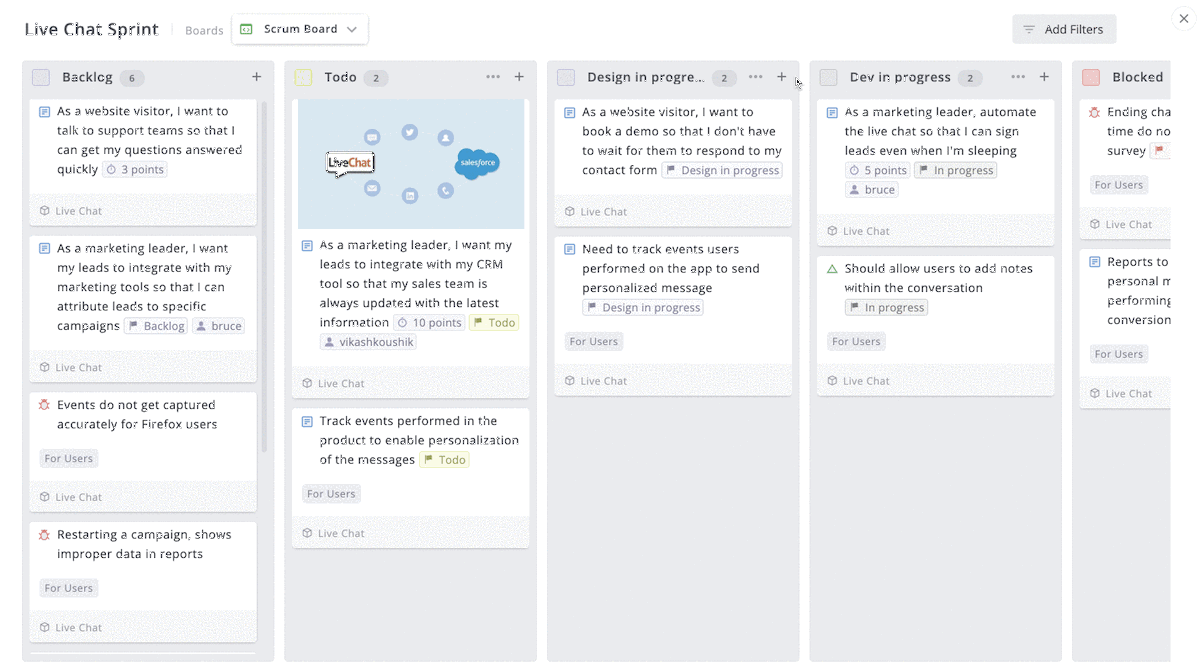 Live Chat Sprint
Boards
Scrum Board
Add Filters
Backlog 6
As a website visitor, I want to
talk to support teams so that I
can get my questions answered
quickly 3 points
Live Chat
As a marketing leader, I want
my leads to integrate with my
marketing tools so that I can
attribute leads to specific
campaigns Backlog bruce
Live Chat
Events do not get captured
accurately for Firefox users
For Users
Live Chat
Restarting a campaign, shows
improper data in reports
For Users
Live Chat
Todo 2
LiveChat
salesforce
As a marketing leader, I want my
leads to integrate with my CRM
tool so that my sales team is
always updated with the latest
information 10 points Todo
vikashkoushik
Live Chat
Track events performed in the
product to enable personalization
of the messages Todo
For Users
Live Chat
Design in progre... 2
As a website visitor, I want to
book a demo so that I don't have
to wait for them to respond to my
contact form Design in progress
Live Chat
Need to track events users
performed on the app to send
personalized message
Design in progress
For Users
Live Chat
Dev in progress 2
As a marketing leader, automate
the live chat so that I can sign
leads even when I'm sleeping
5 points In progress
bruce
Live Chat
Should allow users to add notes
within the conversation
In progress
For Users
Live Chat
Blocked
Ending cha
time do no
survey
For Users
Live Chat
Reports to
personal m
performing
conversion
For Users
Live Chat